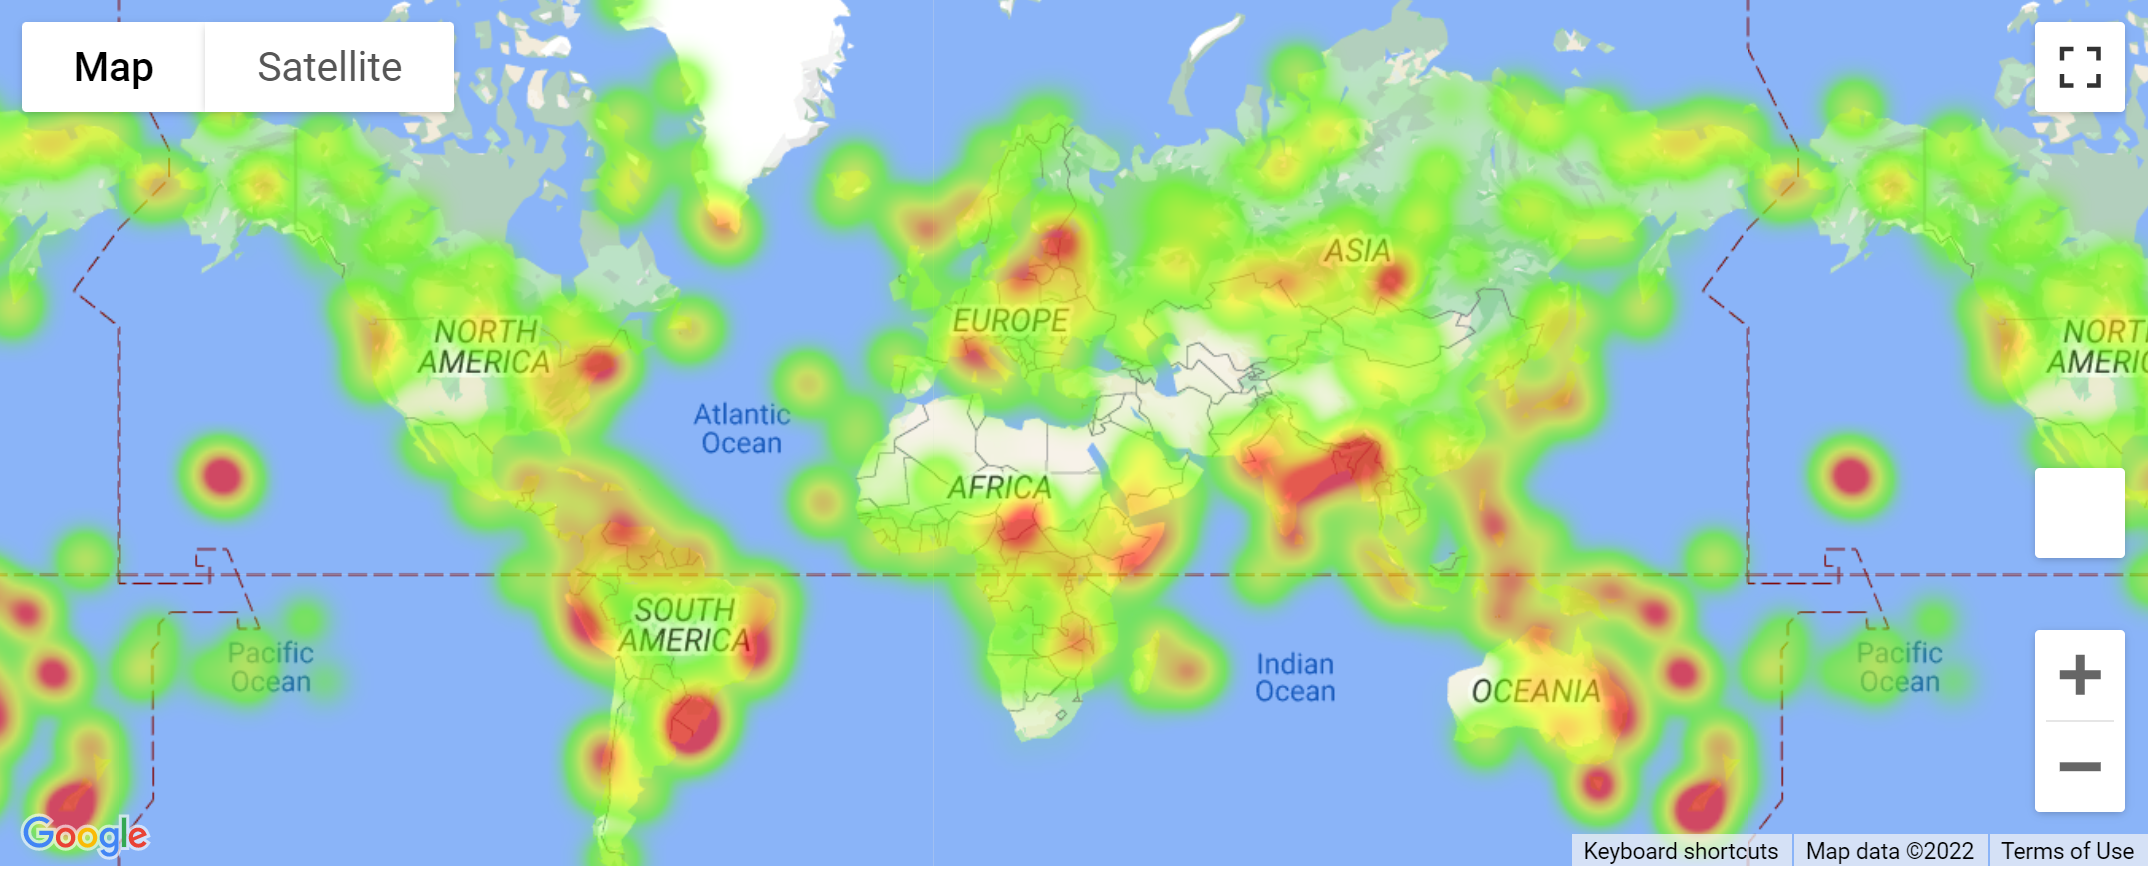 Map
Satellite
ASIA
EUROPE
NORTH
AMERICA
NORT
AMERIC
Atlantic
Ocean
AFRICA
SOUTH
AMERICA
Pacific
Ocean
Indian
Ocean
OCEANIA
Pacific
Ocean
Google
Keyboard shortcuts
Map data ©2022
Terms of Use